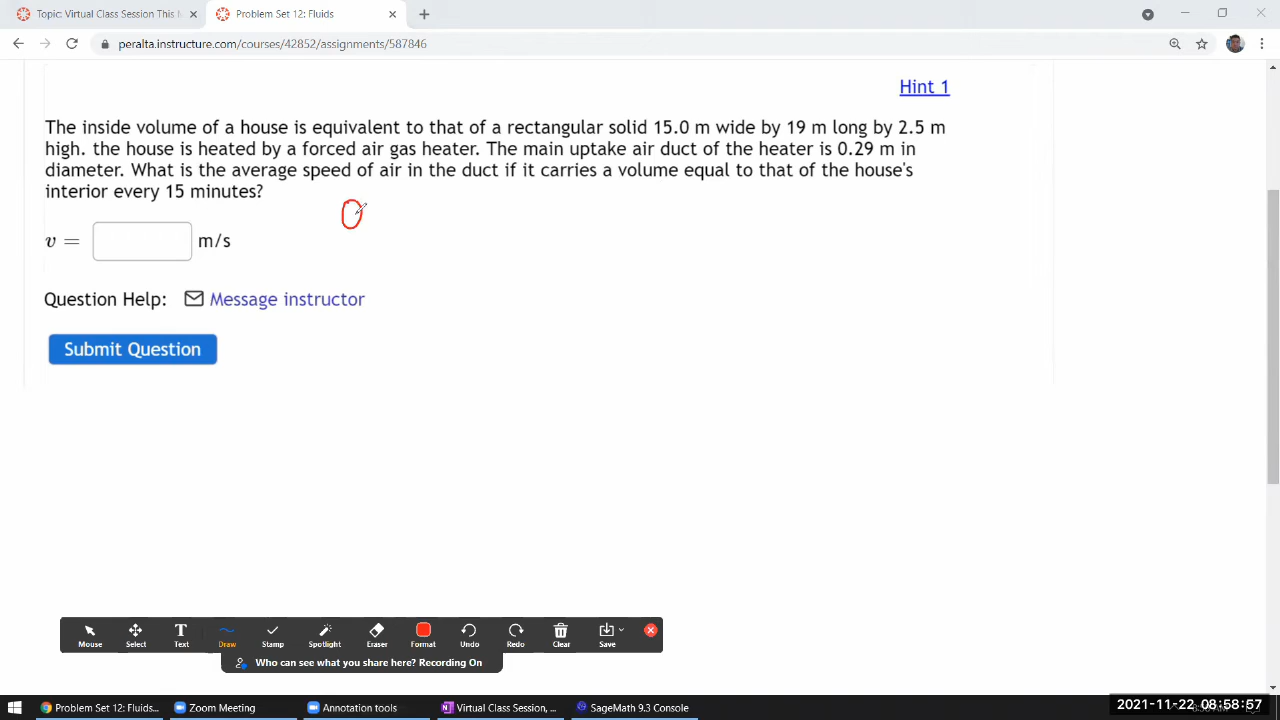 Topic: Virtual Class Session This
Problem Set 12: Fluids
peralta.instructure.com/courses/42852/assignments/587846
Hint 1
The inside volume of a house is equivalent to that of a rectangular solid 15.0 m wide by 19 m long by 2.5 m
high. the house is heated by a forced air gas heater. The main uptake air duct of the heater is 0.29 m in
diameter. What is the average speed of air in the duct if it carries a volume equal to that of the house's
interior every 15 minutes?
v = m/s
Question Help: Message instructor
Submit Question
Mouse Select Text Draw Stamp Spotlight Eraser Format Undo Redo Clear Save
Who can see what you share here? Recording On
Problem Set 12: Fluids... Zoom Meeting Annotation tools Virtual Class Session, ... SageMath 9.3 Console
2021-11-22 08:58:57